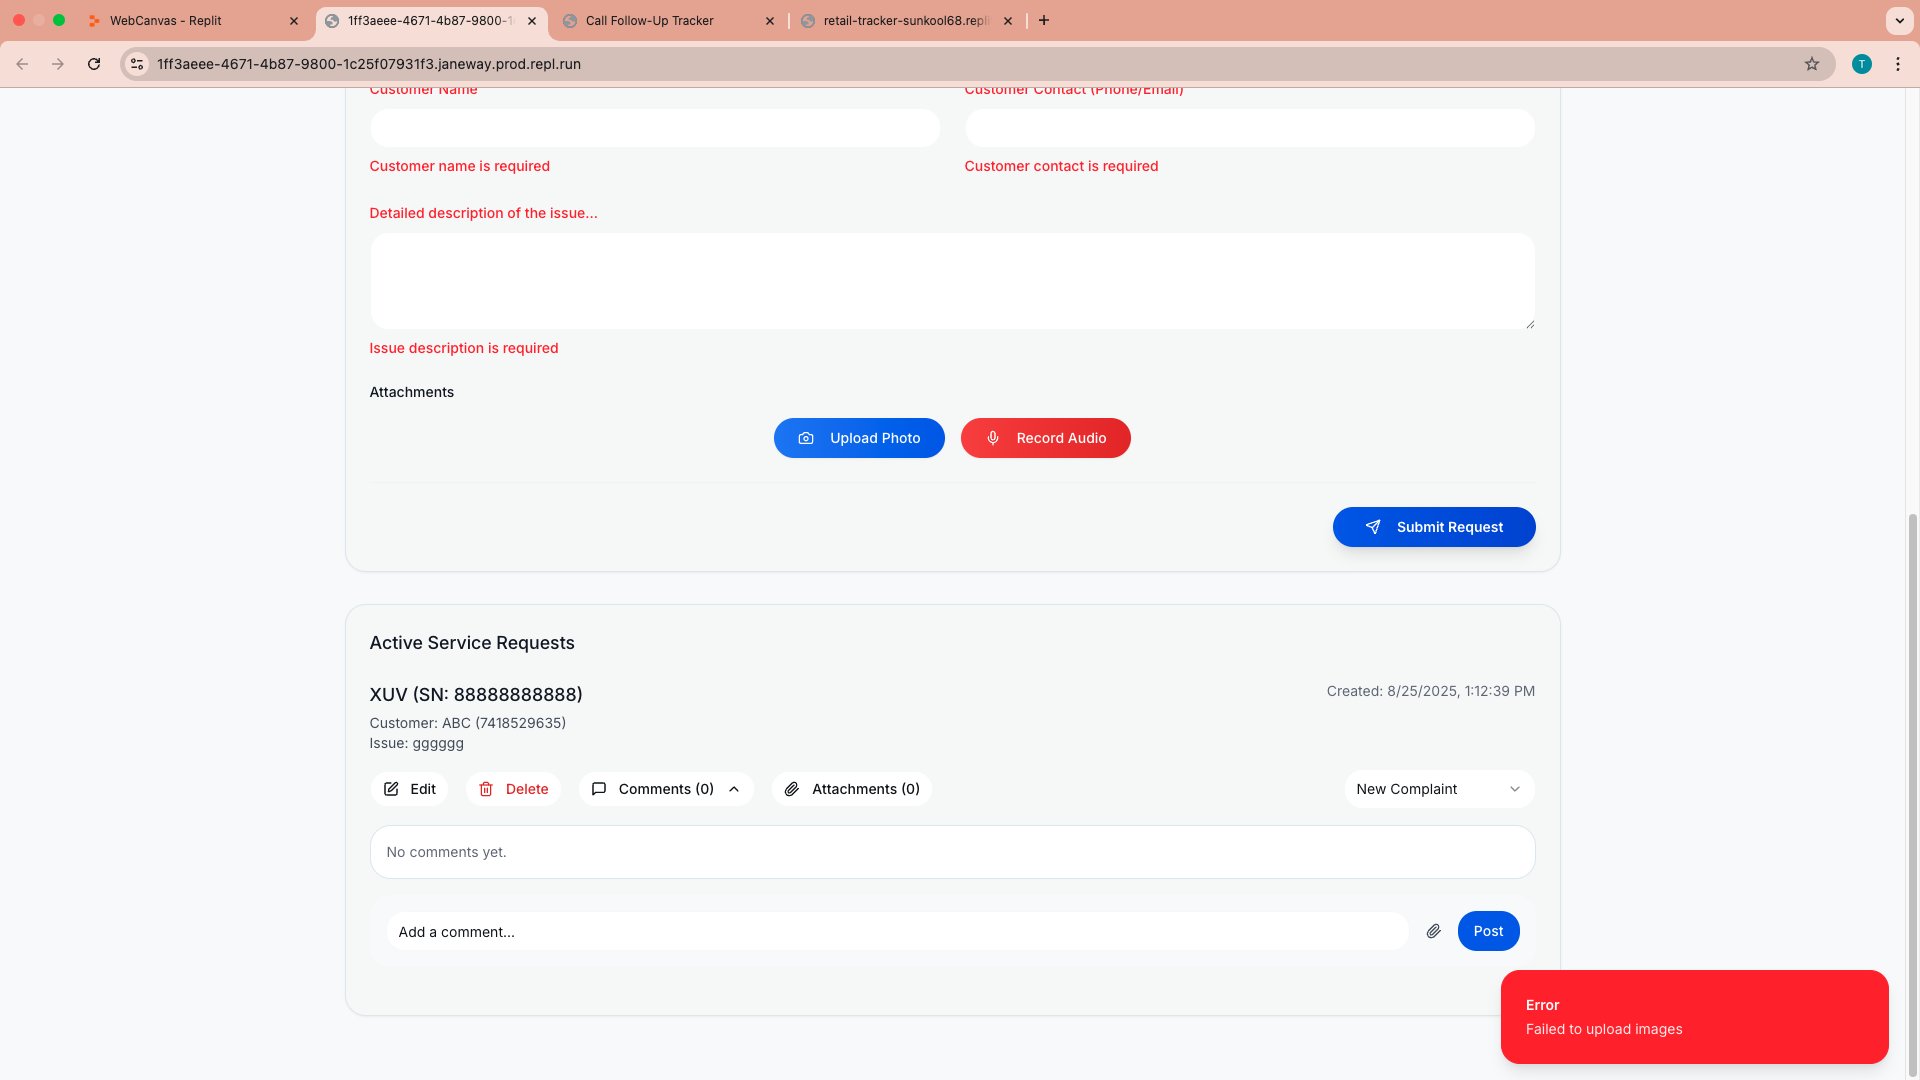 WebCanvas - Replit
1ff3aeee-4671-4b87-9800-1
Call Follow-Up Tracker
retail-tracker-sunkool68.repl
1ff3aeee-4671-4b87-9800-1c25f07931f3.janeway.prod.repl.run
T
Customer Name
Customer Contact (Phone/Email)
Customer name is required
Customer contact is required
Detailed description of the issue...
Issue description is required
Attachments
Upload Photo
Record Audio
Submit Request
Active Service Requests
XUV (SN: 88888888888)
Created: 8/25/2025, 1:12:39 PM
Customer: ABC (7418529635)
Issue: gggggg
Edit
Delete
Comments (0)
Attachments (0)
New Complaint
No comments yet.
Add a comment...
Post
Error
Failed to upload images